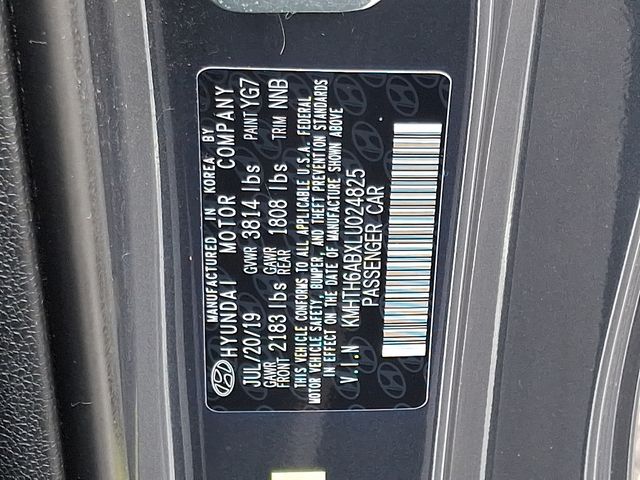 MANUFACTURED IN KOREA BY
HYUNDAI MOTOR COMPANY
JUL/20/19 GVWR 3814 lbs PAINT YG7
GAWR FRONT 2183 lbs GAWR REAR 1808 lbs TRIM NNB
THIS VEHICLE CONFORMS TO ALL APPLICABLE U.S.A. FEDERAL
MOTOR VEHICLE SAFETY, BUMPER, AND THEFT PREVENTION STANDARDS
IN EFFECT ON THE DATE OF MANUFACTURE SHOWN ABOVE
V.I.N KMHTH6ABXLU024825
PASSENGER CAR